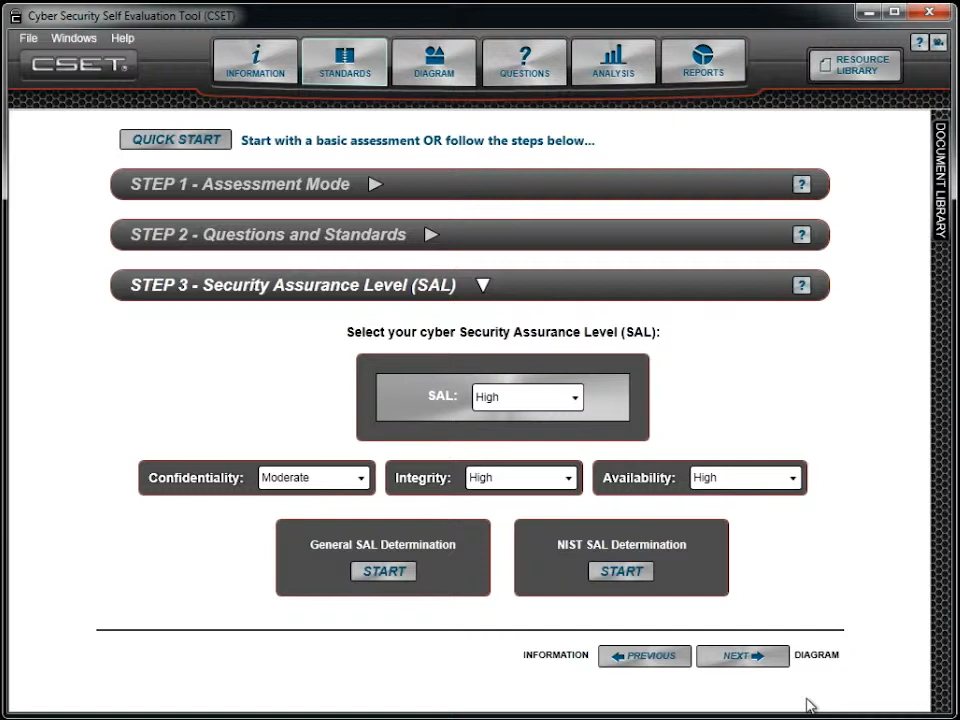 Cyber Security Self Evaluation Tool (CSET)
File Windows Help
CSET
INFORMATION
STANDARDS
DIAGRAM
? QUESTIONS
ANALYSIS
REPORTS
RESOURCE
LIBRARY
?
DOCUMENT LIBRARY
QUICK START Start with a basic assessment OR follow the steps below...
STEP 1 - Assessment Mode ?
STEP 2 - Questions and Standards ?
STEP 3 - Security Assurance Level (SAL) ?
Select your cyber Security Assurance Level (SAL):
SAL: High
Confidentiality: Moderate Integrity: High Availability: High
General SAL Determination NIST SAL Determination
START START
INFORMATION PREVIOUS NEXT DIAGRAM